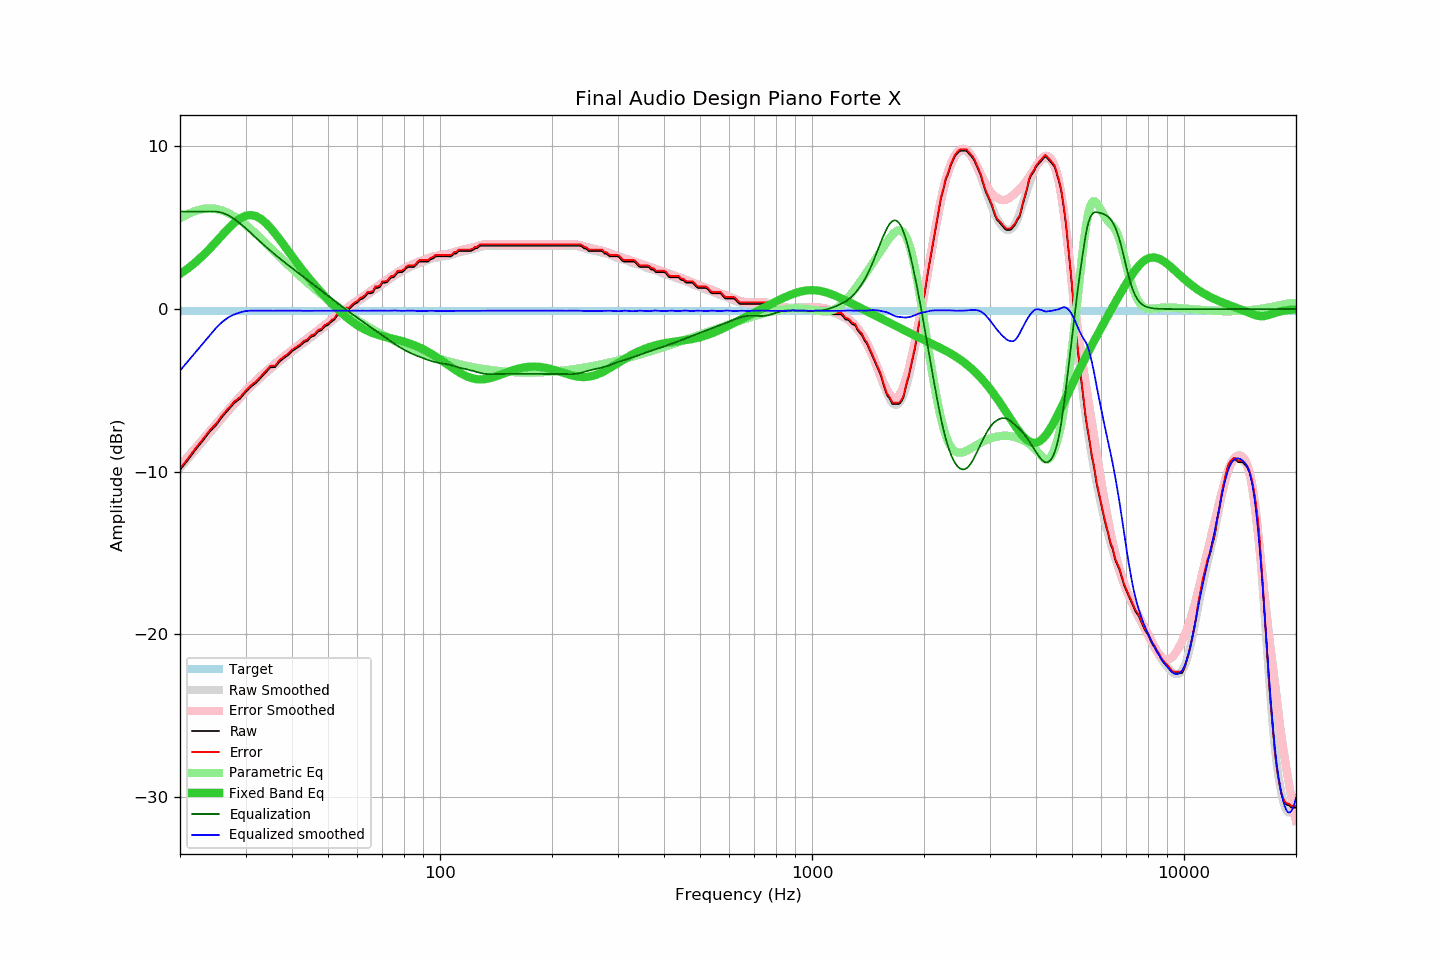 Final Audio Design Piano Forte X
Amplitude (dBr)
10
0
−10
−20
−30
Target
Raw Smoothed
Error Smoothed
Raw
Error
Parametric Eq
Fixed Band Eq
Equalization
Equalized smoothed
100
1000
10000
Frequency (Hz)